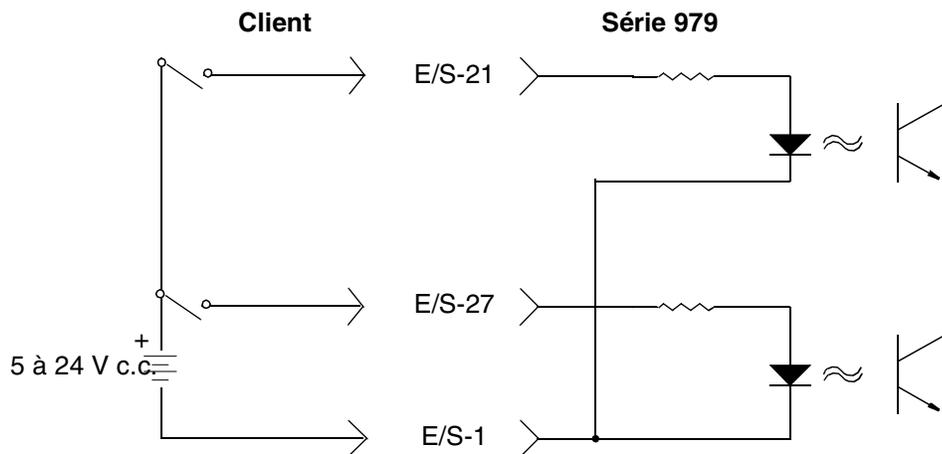 Client
Série 979
E/S-21
E/S-27
+
5 à 24 V c.c.
E/S-1